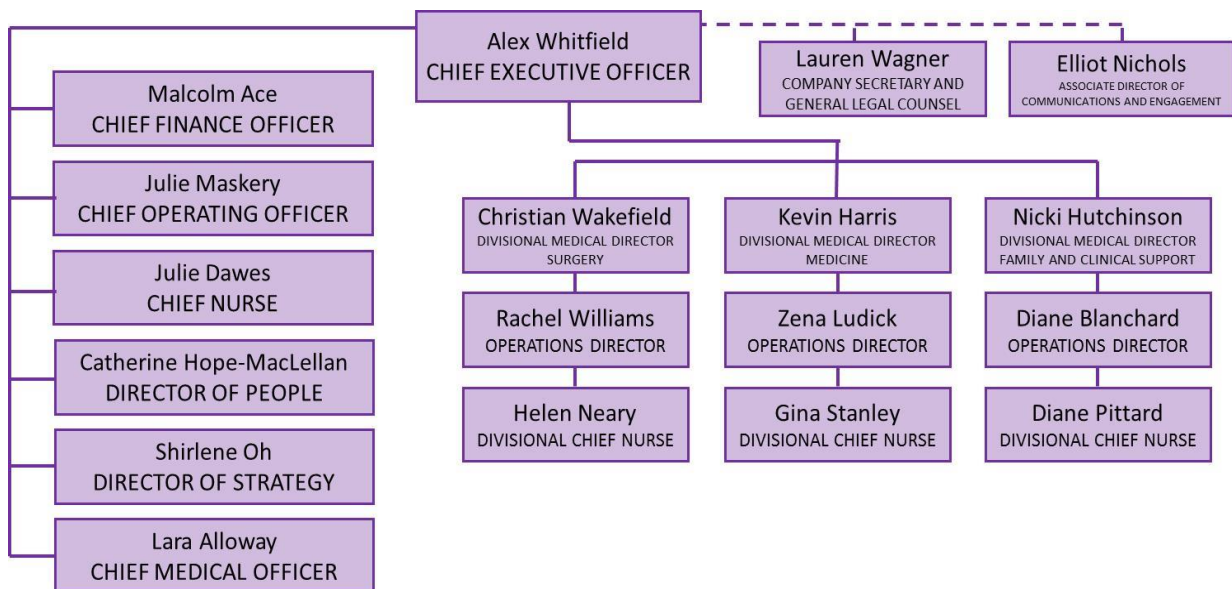 Alex Whitfield
CHIEF EXECUTIVE OFFICER
Lauren Wagner
COMPANY SECRETARY AND
GENERAL LEGAL COUNSEL
Elliot Nichols
ASSOCIATE DIRECTOR OF
COMMUNICATIONS AND ENGAGEMENT
Malcolm Ace
CHIEF FINANCE OFFICER
Julie Maskery
CHIEF OPERATING OFFICER
Julie Dawes
CHIEF NURSE
Catherine Hope-MacLellan
DIRECTOR OF PEOPLE
Shirlene Oh
DIRECTOR OF STRATEGY
Lara Alloway
CHIEF MEDICAL OFFICER
Christian Wakefield
DIVISIONAL MEDICAL DIRECTOR
SURGERY
Rachel Williams
OPERATIONS DIRECTOR
Helen Neary
DIVISIONAL CHIEF NURSE
Kevin Harris
DIVISIONAL MEDICAL DIRECTOR
MEDICINE
Zena Ludick
OPERATIONS DIRECTOR
Gina Stanley
DIVISIONAL CHIEF NURSE
Nicki Hutchinson
DIVISIONAL MEDICAL DIRECTOR
FAMILY AND CLINICAL SUPPORT
Diane Blanchard
OPERATIONS DIRECTOR
Diane Pittard
DIVISIONAL CHIEF NURSE